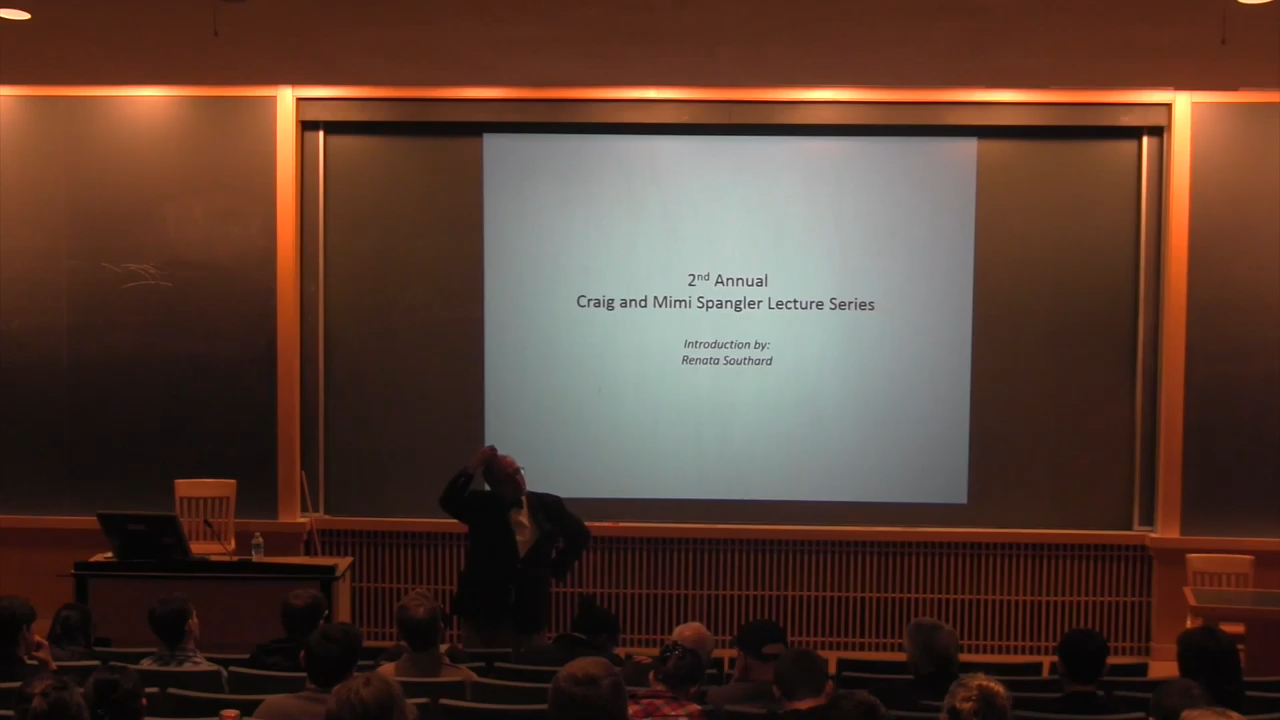 2nd Annual
Craig and Mimi Spangler Lecture Series
Introduction by:
Renata Southard